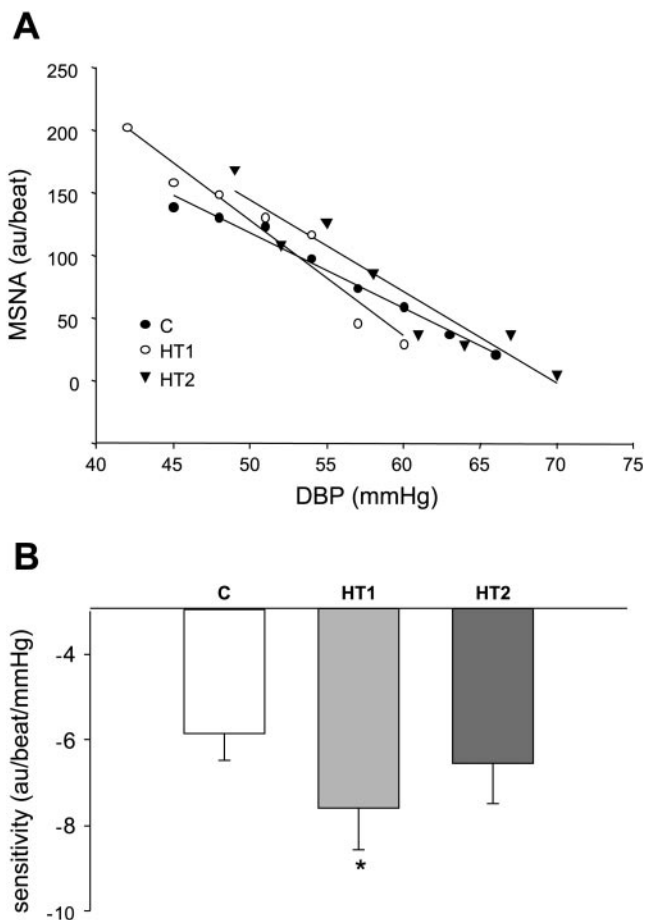 A
MSNA (au/beat)
250
200
150
100
50
0
C
HT1
HT2
40 45 50 55 60 65 70 75
DBP (mmHg)
B
C HT1 HT2
sensitivity (au/beat/mmHg)
-4
-6
-8
*
-10